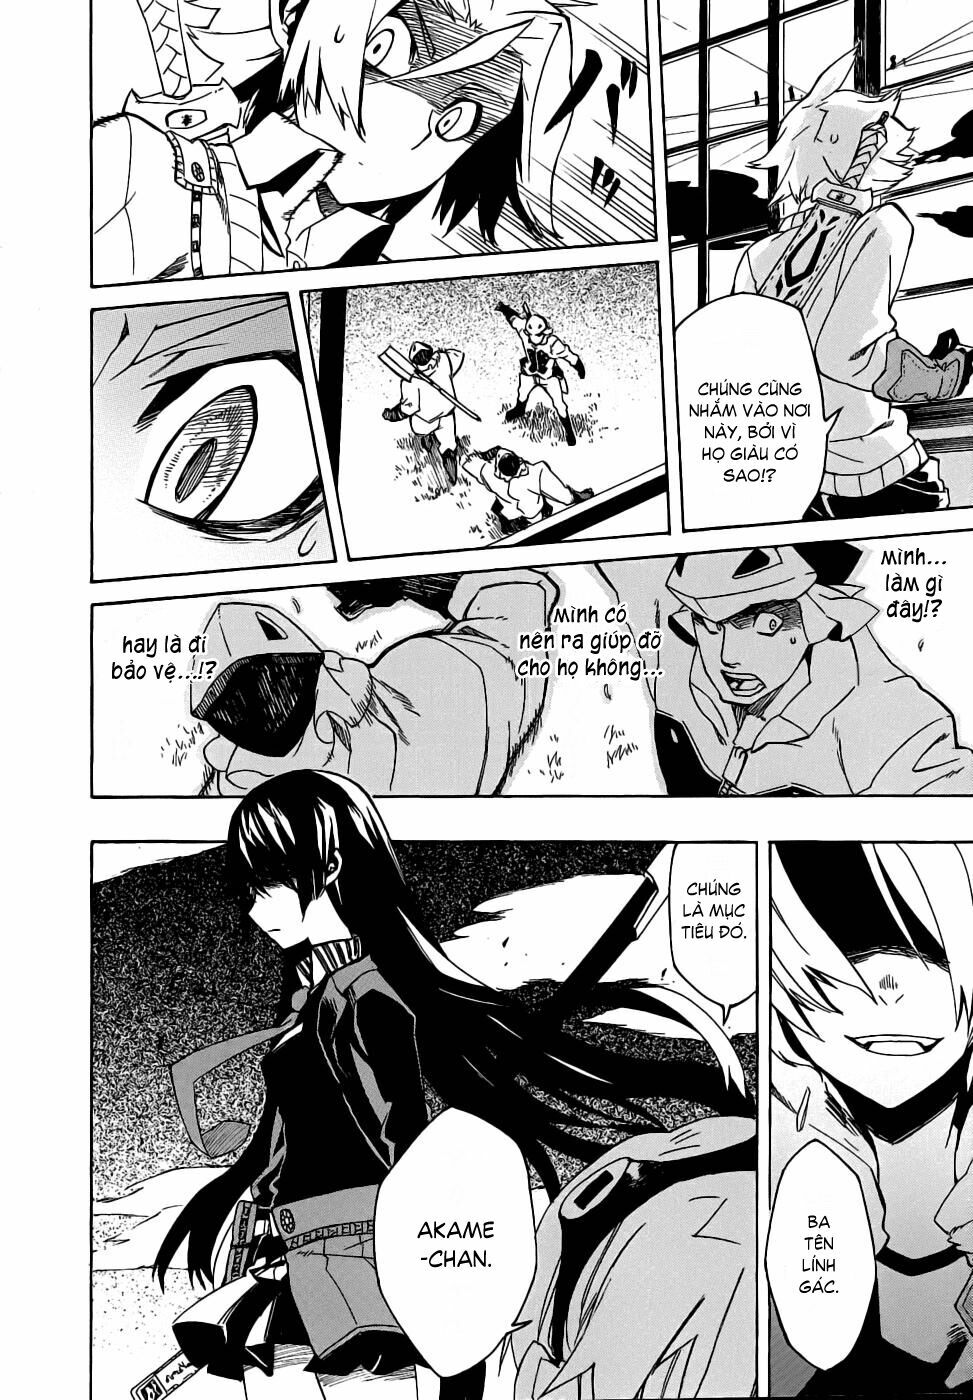 CHÚNG CŨNG
NHẮM VÀO NƠI
NÀY, BỞI VÌ
HỌ GIÀU CÓ
SAO!?
mình...
làm gì
đây!?
mình có
nên ra giúp đỡ
cho họ không...
hay là đi
bảo vệ...!?
CHÚNG
LÀ MỤC
TIÊU ĐÓ.
BA
TÊN
LÍNH
GÁC.
AKAME
-CHAN.